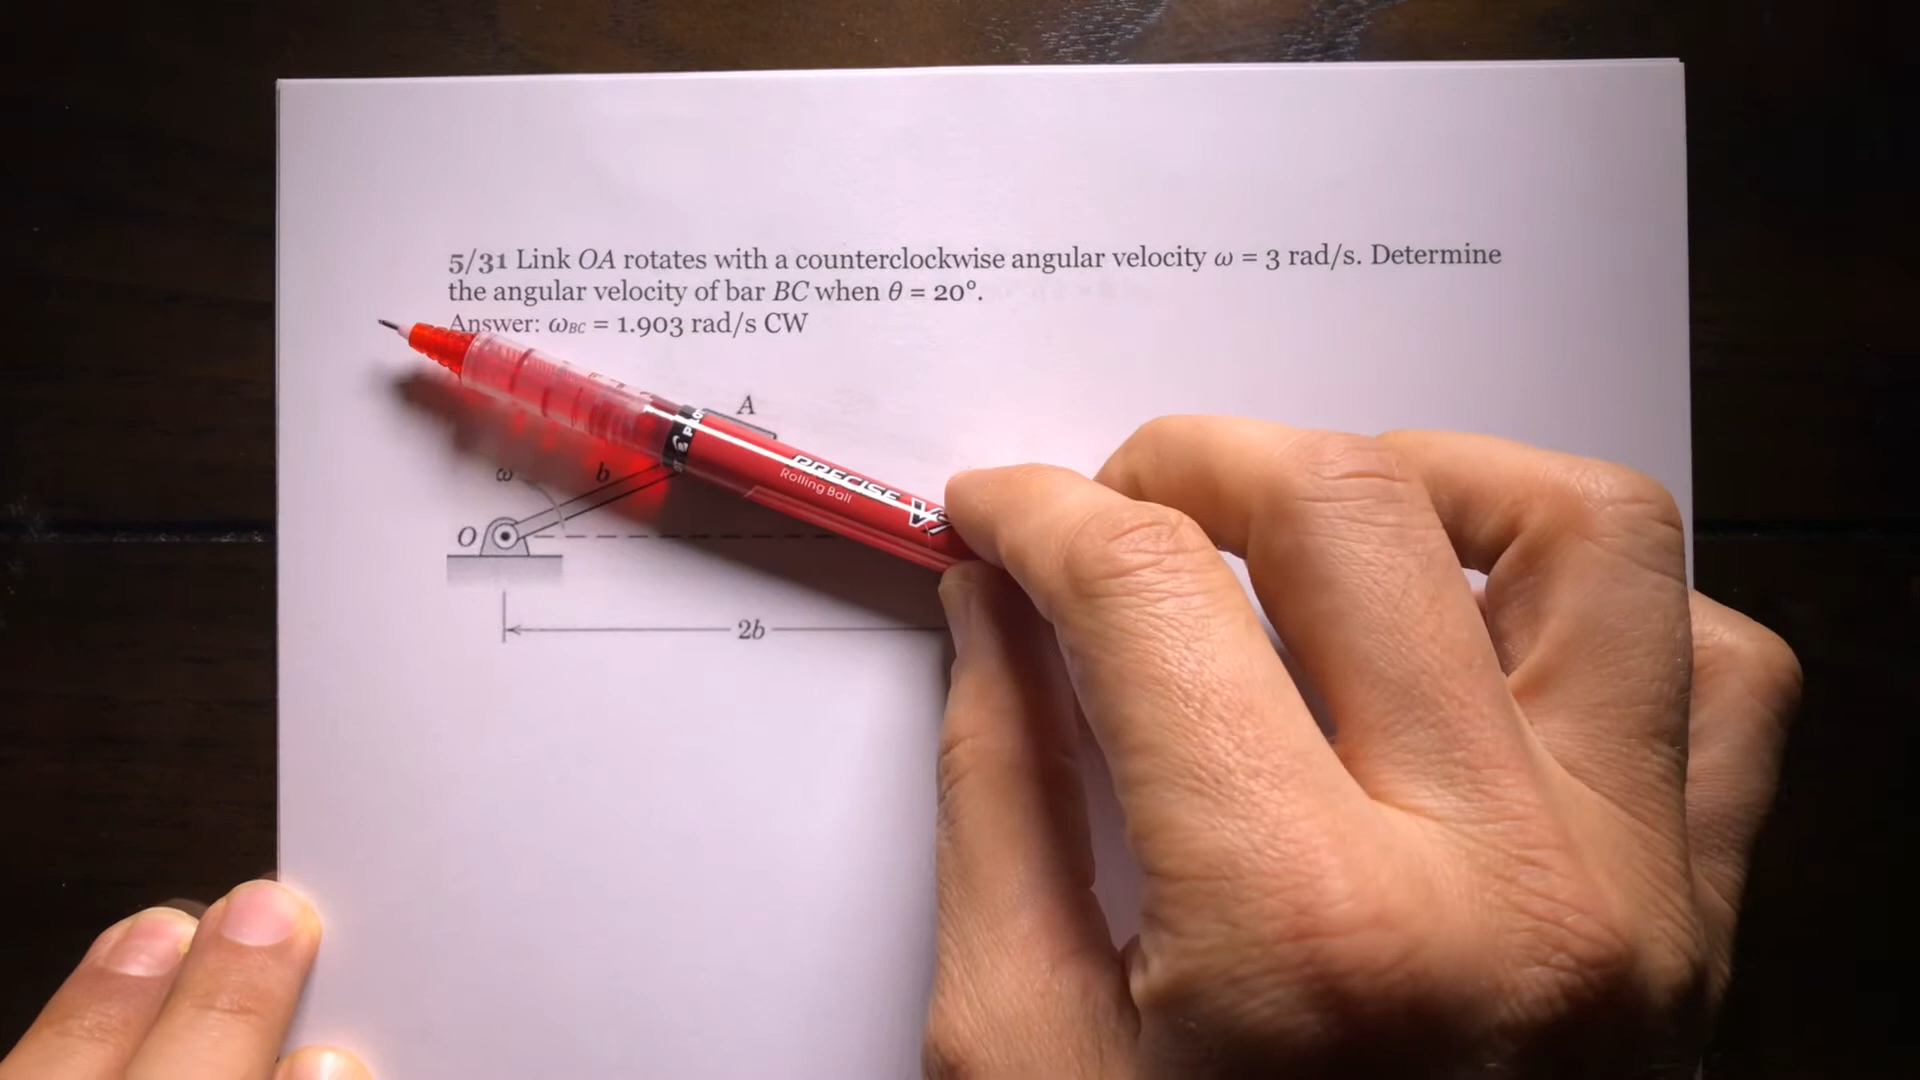 5/31 Link OA rotates with a counterclockwise angular velocity ω = 3 rad/s. Determine
the angular velocity of bar BC when θ = 20°.
Answer: ωBC = 1.903 rad/s CW
A
ω
b
PRECISE V5
Rolling Ball
O
2b